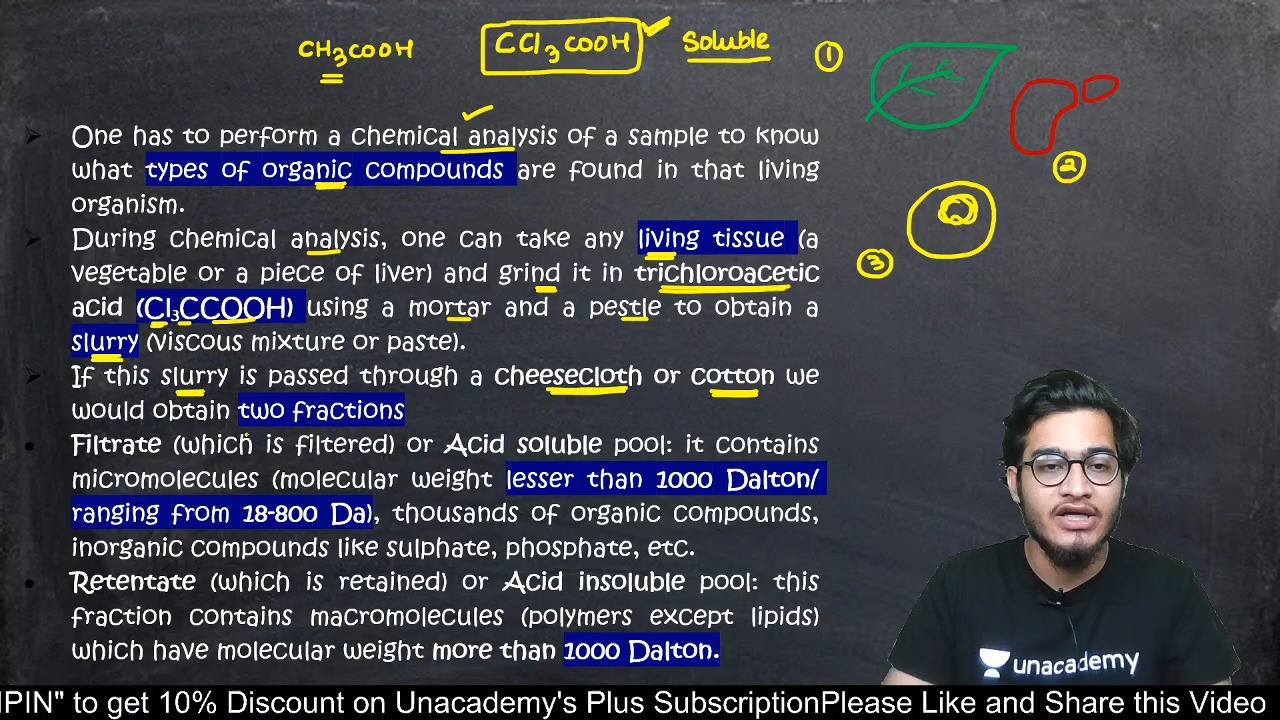 CH3COOH CCl3COOH Soluble ①
One has to perform a chemical analysis of a sample to know
what types of organic compounds are found in that living
organism.
②
During chemical analysis, one can take any living tissue (a
③
vegetable or a piece of liver) and grind it in trichloroacetic
acid (Cl₃CCOOH) using a mortar and a pestle to obtain a
slurry (viscous mixture or paste).
If this slurry is passed through a cheesecloth or cotton we
would obtain two fractions
Filtrate (which is filtered) or Acid soluble pool: it contains
micromolecules (molecular weight lesser than 1000 Dalton/
ranging from 18-800 Da), thousands of organic compounds,
inorganic compounds like sulphate, phosphate, etc.
Retentate (which is retained) or Acid insoluble pool: this
fraction contains macromolecules (polymers except lipids)
which have molecular weight more than 1000 Dalton.
unacademy
IPIN" to get 10% Discount on Unacademy's Plus SubscriptionPlease Like and Share this Video